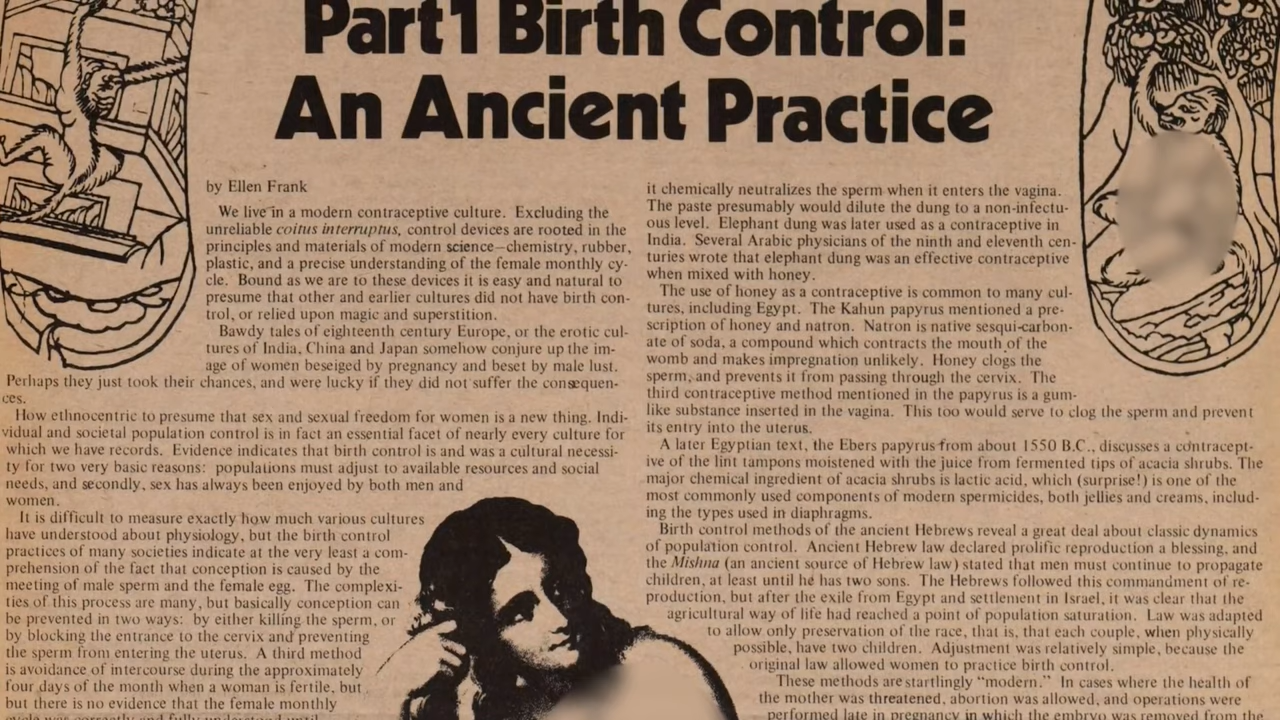 Part 1 Birth Control:
An Ancient Practice
by Ellen Frank
We live in a modern contraceptive culture. Excluding the
unreliable coitus interruptus, control devices are rooted in the
principles and materials of modern science—chemistry, rubber,
plastic, and a precise understanding of the female monthly cy-
cle. Bound as we are to these devices it is easy and natural to
presume that other and earlier cultures did not have birth con-
trol, or relied upon magic and superstition.
Bawdy tales of eighteenth century Europe, or the erotic cul-
tures of India, China and Japan somehow conjure up the im-
age of women beseiged by pregnancy and beset by male lust.
Perhaps they just took their chances, and were lucky if they did not suffer the consequen-
ces.
How ethnocentric to presume that sex and sexual freedom for women is a new thing. Indi-
vidual and societal population control is in fact an essential facet of nearly every culture for
which we have records. Evidence indicates that birth control is and was a cultural necessi-
ty for two very basic reasons: populations must adjust to available resources and social
needs, and secondly, sex has always been enjoyed by both men and
women.
It is difficult to measure exactly how much various cultures
have understood about physiology, but the birth control
practices of many societies indicate at the very least a com-
prehension of the fact that conception is caused by the
meeting of male sperm and the female egg. The complexi-
ties of this process are many, but basically conception can
be prevented in two ways: by either killing the sperm, or
by blocking the entrance to the cervix and preventing
the sperm from entering the uterus. A third method
is avoidance of intercourse during the approximately
four days of the month when a woman is fertile, but
but there is no evidence that the female monthly
cycle was correctly and fully understood until
it chemically neutralizes the sperm when it enters the vagina.
The paste presumably would dilute the dung to a non-infectu-
ous level. Elephant dung was later used as a contraceptive in
India. Several Arabic physicians of the ninth and eleventh cen-
turies wrote that elephant dung was an effective contraceptive
when mixed with honey.
The use of honey as a contraceptive is common to many cul-
tures, including Egypt. The Kahun papyrus mentioned a pre-
scription of honey and natron. Natron is native sesqui-carbon-
ate of soda, a compound which contracts the mouth of the
womb and makes impregnation unlikely. Honey clogs the
sperm, and prevents it from passing through the cervix. The
third contraceptive method mentioned in the papyrus is a gum-
like substance inserted in the vagina. This too would serve to clog the sperm and prevent
its entry into the uterus.
A later Egyptian text, the Ebers papyrus from about 1550 B.C., discusses a contracept-
ive of the lint tampons moistened with the juice from fermented tips of acacia shrubs. The
major chemical ingredient of acacia shrubs is lactic acid, which (surprise!) is one of the
most commonly used components of modern spermicides, both jellies and creams, includ-
ing the types used in diaphragms.
Birth control methods of the ancient Hebrews reveal a great deal about classic dynamics
of population control. Ancient Hebrew law declared prolific reproduction a blessing, and
the Mishna (an ancient source of Hebrew law) stated that men must continue to propagate
children, at least until he has two sons. The Hebrews followed this commandment of re-
production, but after the exile from Egypt and settlement in Israel, it was clear that the
agricultural way of life had reached a point of population saturation. Law was adapted
to allow only preservation of the race, that is, that each couple, when physically
possible, have two children. Adjustment was relatively simple, because the
original law allowed women to practice birth control.
These methods are startlingly "modern." In cases where the health of
the mother was threatened, abortion was allowed, and operations were
performed late in pregnancy in which the embryo was removed from the